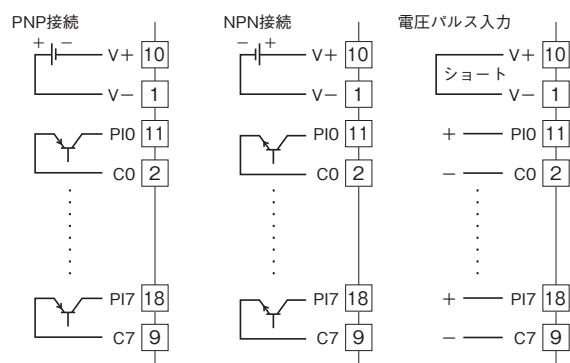 PNP接続
+ −
V+ 10
V− 1
PI0 11
C0 2
PI7 18
C7 9
NPN接続
− +
V+ 10
V− 1
PI0 11
C0 2
PI7 18
C7 9
電圧パルス入力
V+ 10
ショート
V− 1
+ PI0 11
− C0 2
+ PI7 18
− C7 9